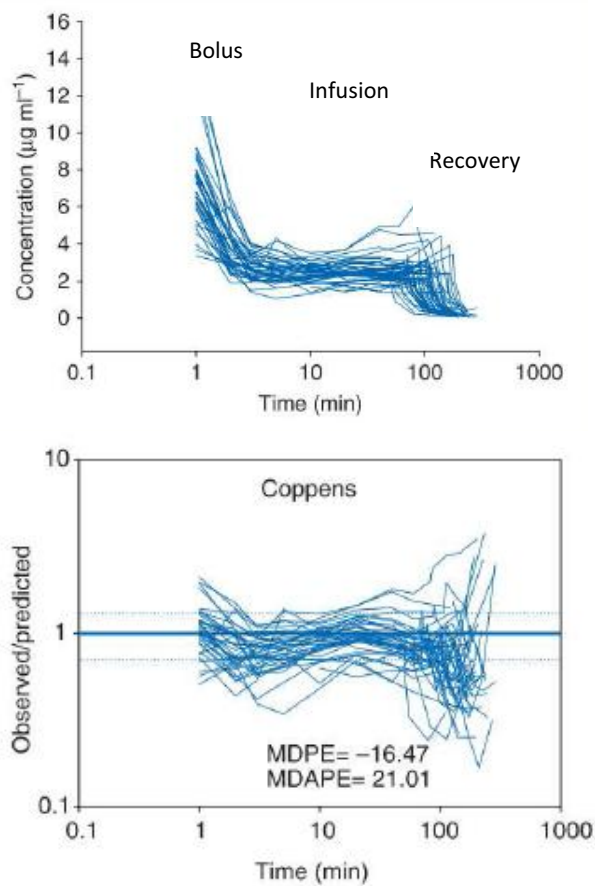 16
14
12
10
8
6
4
2
0
Concentration (µg ml⁻¹)
Bolus
Infusion
Recovery
0.1 1 10 100 1000
Time (min)
10
1
0.1
Observed/predicted
Coppens
MDPE= −16.47
MDAPE= 21.01
0.1 1 10 100 1000
Time (min)